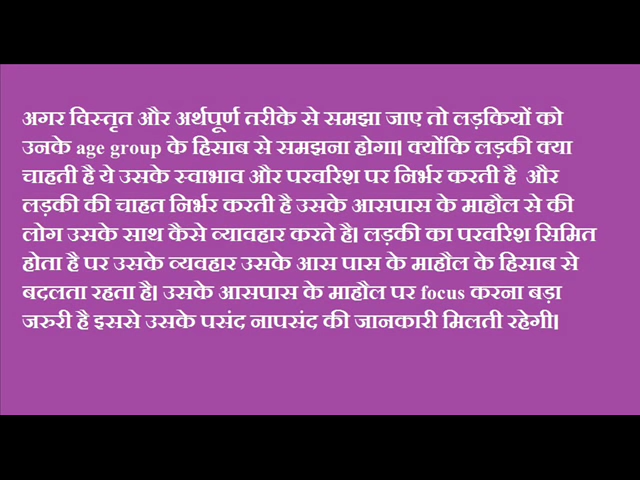 अगर विस्तृत और अर्थपूर्ण तरीके से समझा जाए तो लड़कियों को
उनके age group के हिसाब से समझना होगा। क्योंकि लड़की क्या
चाहती है ये उसके स्वाभाव और परवरिश पर निर्भर करती है और
लड़की की चाहत निर्भर करती है उसके आसपास के माहौल से की
लोग उसके साथ कैसे व्यावहार करते है। लड़की का परवरिश सिमित
होता है पर उसके व्यवहार उसके आस पास के माहौल के हिसाब से
बदलता रहता है। उसके आसपास के माहौल पर focus करना बड़ा
जरुरी है इससे उसके पसंद नापसंद की जानकारी मिलती रहेगी।